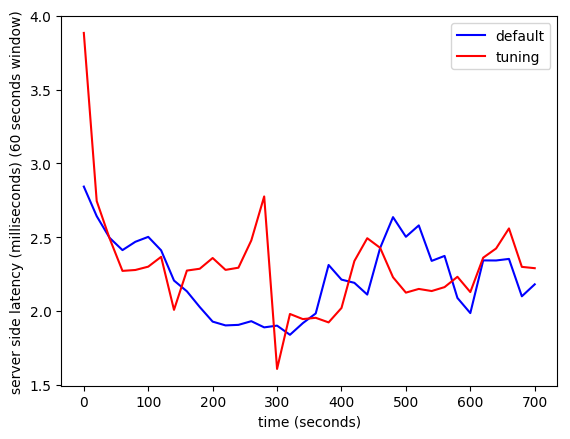 server side latency (milliseconds) (60 seconds window)
4.0
3.5
3.0
2.5
2.0
1.5
default
tuning
0 100 200 300 400 500 600 700
time (seconds)